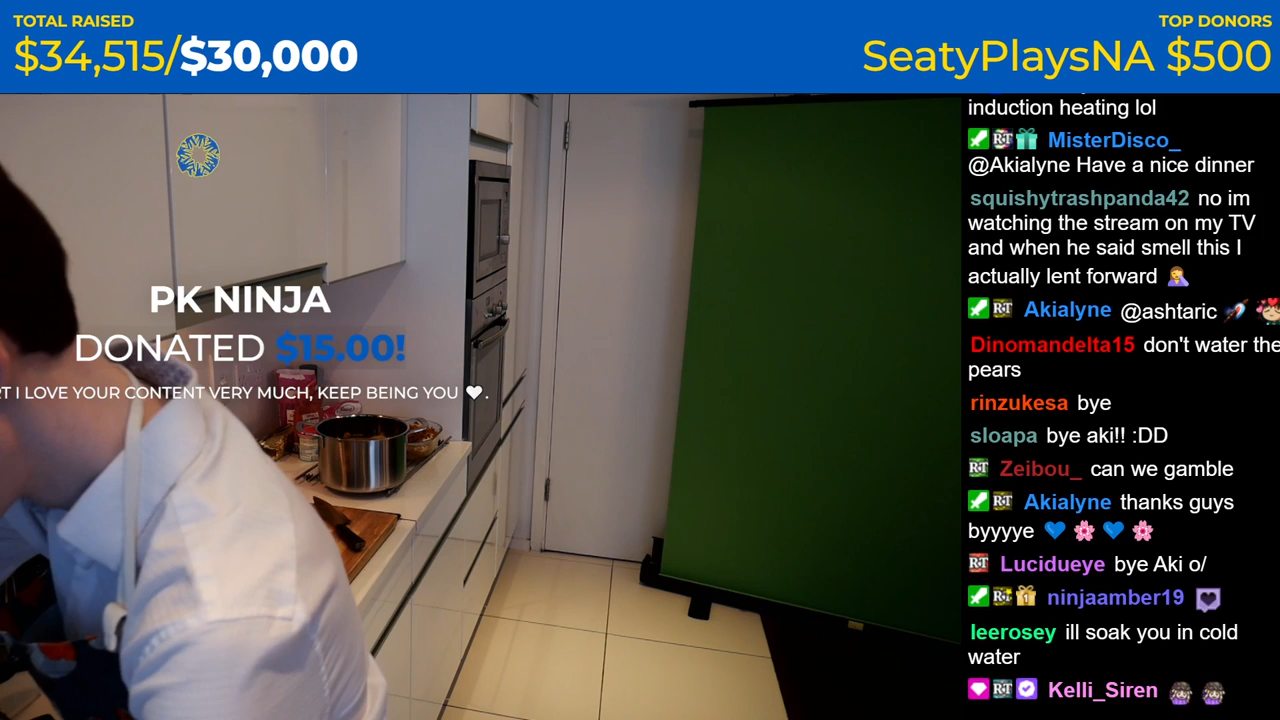 TOTAL RAISED
$34,515/$30,000
TOP DONORS
SeatyPlaysNA $500
PK NINJA
DONATED $15.00!
I LOVE YOUR CONTENT VERY MUCH, KEEP BEING YOU ❤.
induction heating lol
MisterDisco_
@Akialyne Have a nice dinner
squishytrashpanda42 no im
watching the stream on my TV
and when he said smell this I
actually lent forward 🤦‍♀️
Akialyne @ashtaric
Dinomandelta15 don't water the
pears
rinzukesa bye
sloapa bye aki!! :DD
Zeibou_ can we gamble
Akialyne thanks guys
byyyye 💙 🌸 💙 🌸
Lucidueye bye Aki o/
ninjaamber19
leerosey ill soak you in cold
water
Kelli_Siren